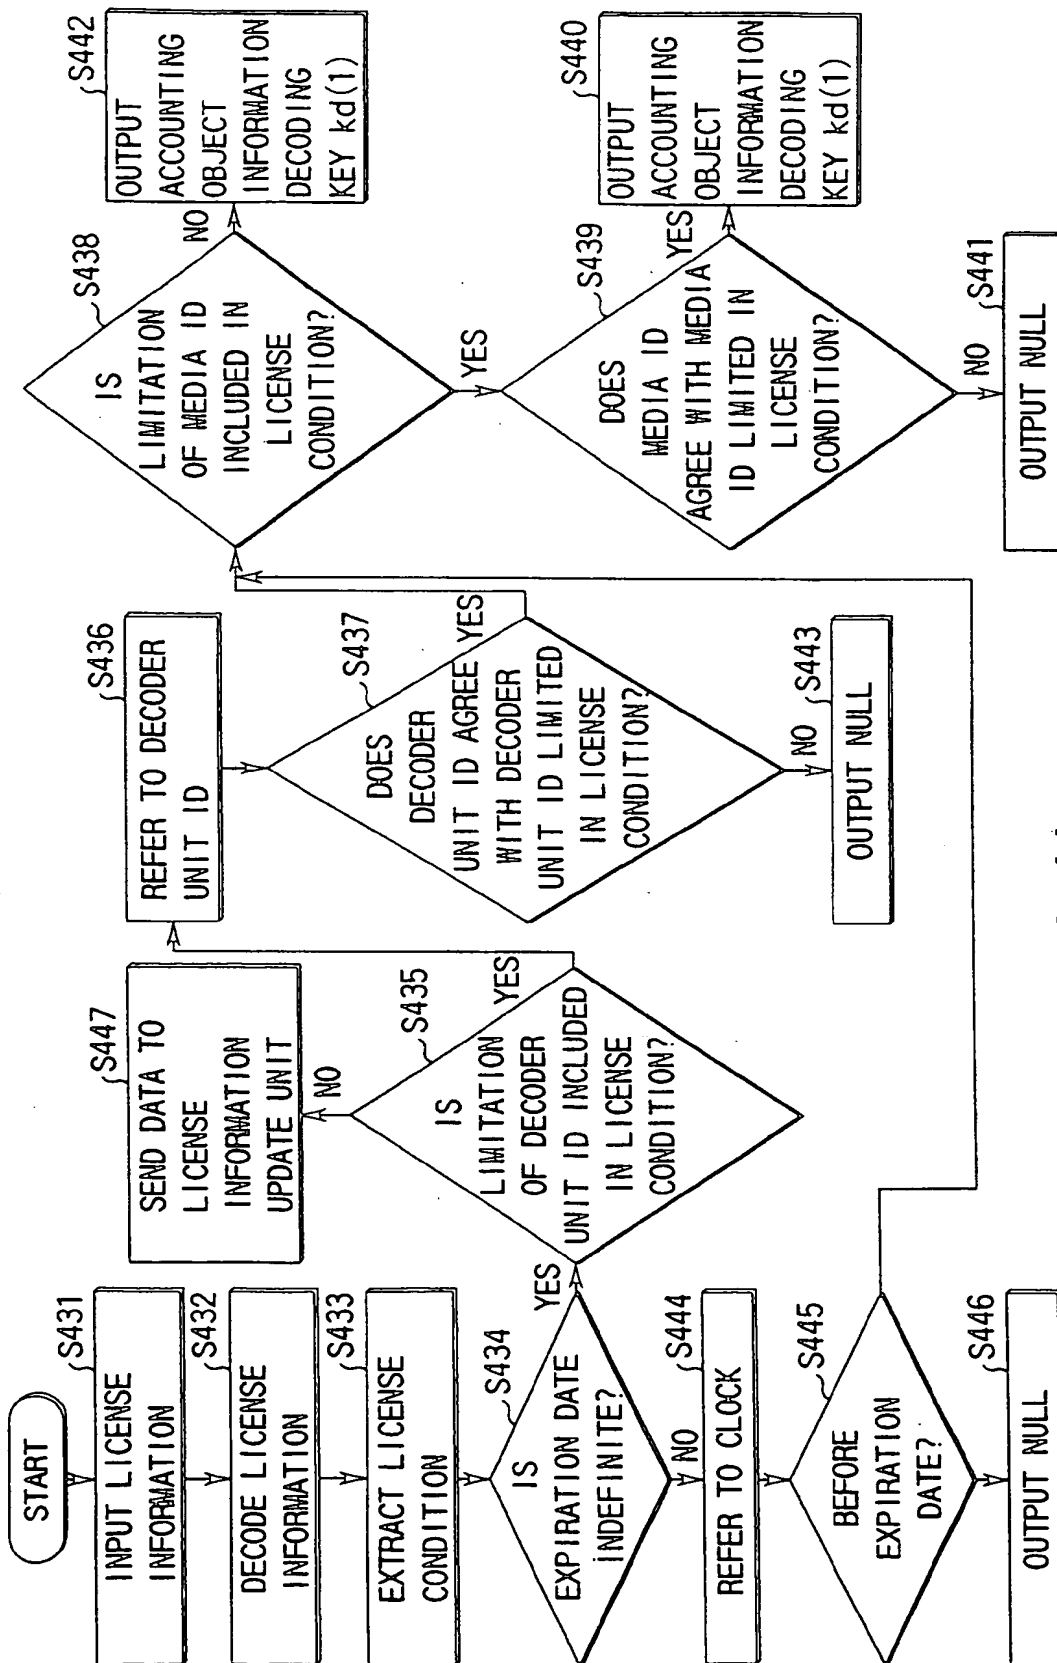 START
S431
INPUT LICENSE
INFORMATION
S432
DECODE LICENSE
INFORMATION
S433
EXTRACT LICENSE
CONDITION
S434
IS
EXPIRATION DATE
INDEFINITE?
YES
NO
S444
REFER TO CLOCK
S445
BEFORE
EXPIRATION
DATE?
S446
OUTPUT NULL
S447
SEND DATA TO
LICENSE
INFORMATION
UPDATE UNIT
NO
S435
IS
LIMITATION
OF DECODER
UNIT ID INCLUDED
IN LICENSE
CONDITION?
YES
S436
REFER TO DECODER
UNIT ID
S437
DOES
DECODER
UNIT ID AGREE
WITH DECODER
UNIT ID LIMITED
IN LICENSE
CONDITION?
YES
NO
S443
OUTPUT NULL
S438
IS
LIMITATION
OF MEDIA ID
INCLUDED IN
LICENSE
CONDITION?
NO
YES
S442
OUTPUT
ACCOUNTING
OBJECT
INFORMATION
DECODING
KEY kd(1)
S439
DOES
MEDIA ID
AGREE WITH MEDIA
ID LIMITED IN
LICENSE
CONDITION?
YES
NO
S440
OUTPUT
ACCOUNTING
OBJECT
INFORMATION
DECODING
KEY kd(1)
S441
OUTPUT NULL